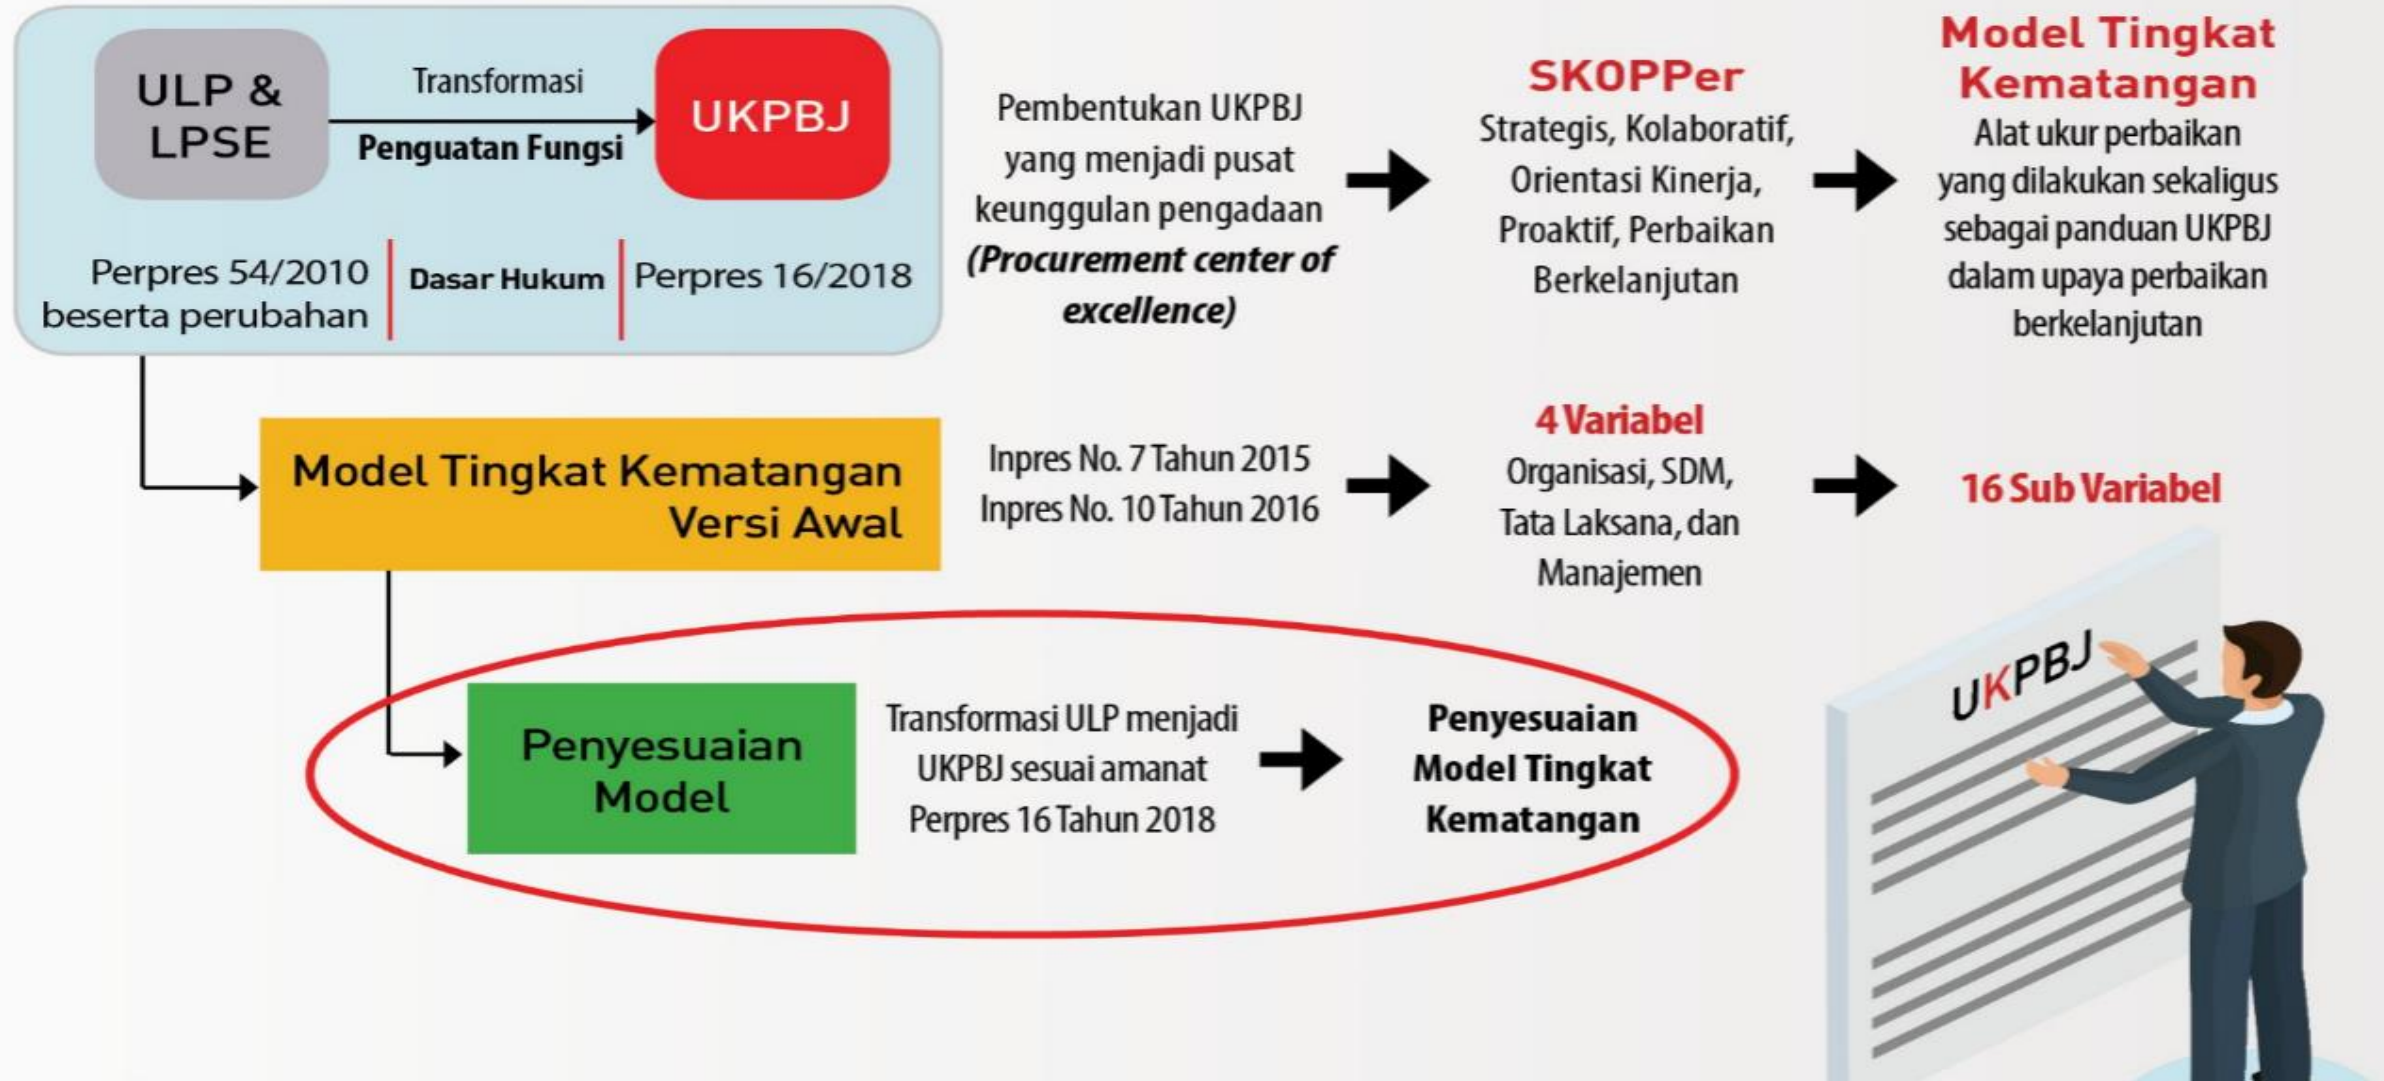 ULP &
LPSE
Transformasi
Penguatan Fungsi
UKPBJ
Perpres 54/2010
beserta perubahan
Dasar Hukum
Perpres 16/2018
Pembentukan UKPBJ
yang menjadi pusat
keunggulan pengadaan
(Procurement center of
excellence)
SKOPPer
Strategis, Kolaboratif,
Orientasi Kinerja,
Proaktif, Perbaikan
Berkelanjutan
Model Tingkat
Kematangan
Alat ukur perbaikan
yang dilakukan sekaligus
sebagai panduan UKPBJ
dalam upaya perbaikan
berkelanjutan
Model Tingkat Kematangan
Versi Awal
Inpres No. 7 Tahun 2015
Inpres No. 10 Tahun 2016
4 Variabel
Organisasi, SDM,
Tata Laksana, dan
Manajemen
16 Sub Variabel
Penyesuaian
Model
Transformasi ULP menjadi
UKPBJ sesuai amanat
Perpres 16 Tahun 2018
Penyesuaian
Model Tingkat
Kematangan
UKPBJ